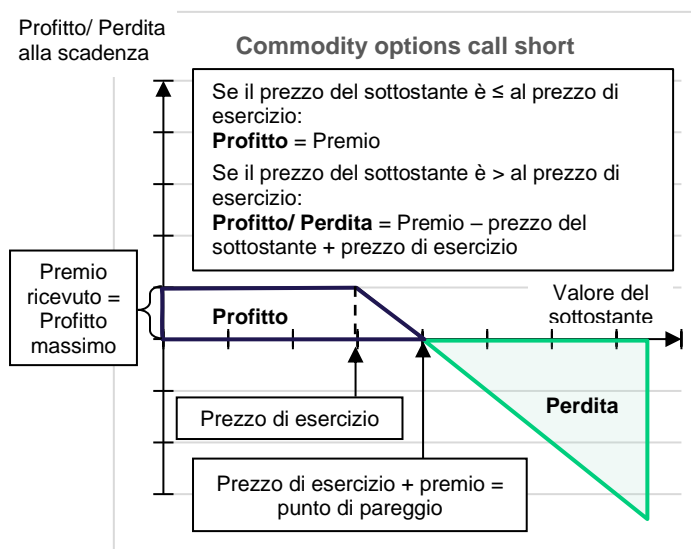 Profitto/ Perdita
alla scadenza
Commodity options call short
Se il prezzo del sottostante è ≤ al prezzo di
esercizio:
Profitto = Premio
Se il prezzo del sottostante è > al prezzo di
esercizio:
Profitto/ Perdita = Premio – prezzo del
sottostante + prezzo di esercizio
Premio
ricevuto =
Profitto
massimo
Profitto
Valore del
sottostante
Prezzo di esercizio
Perdita
Prezzo di esercizio + premio =
punto di pareggio